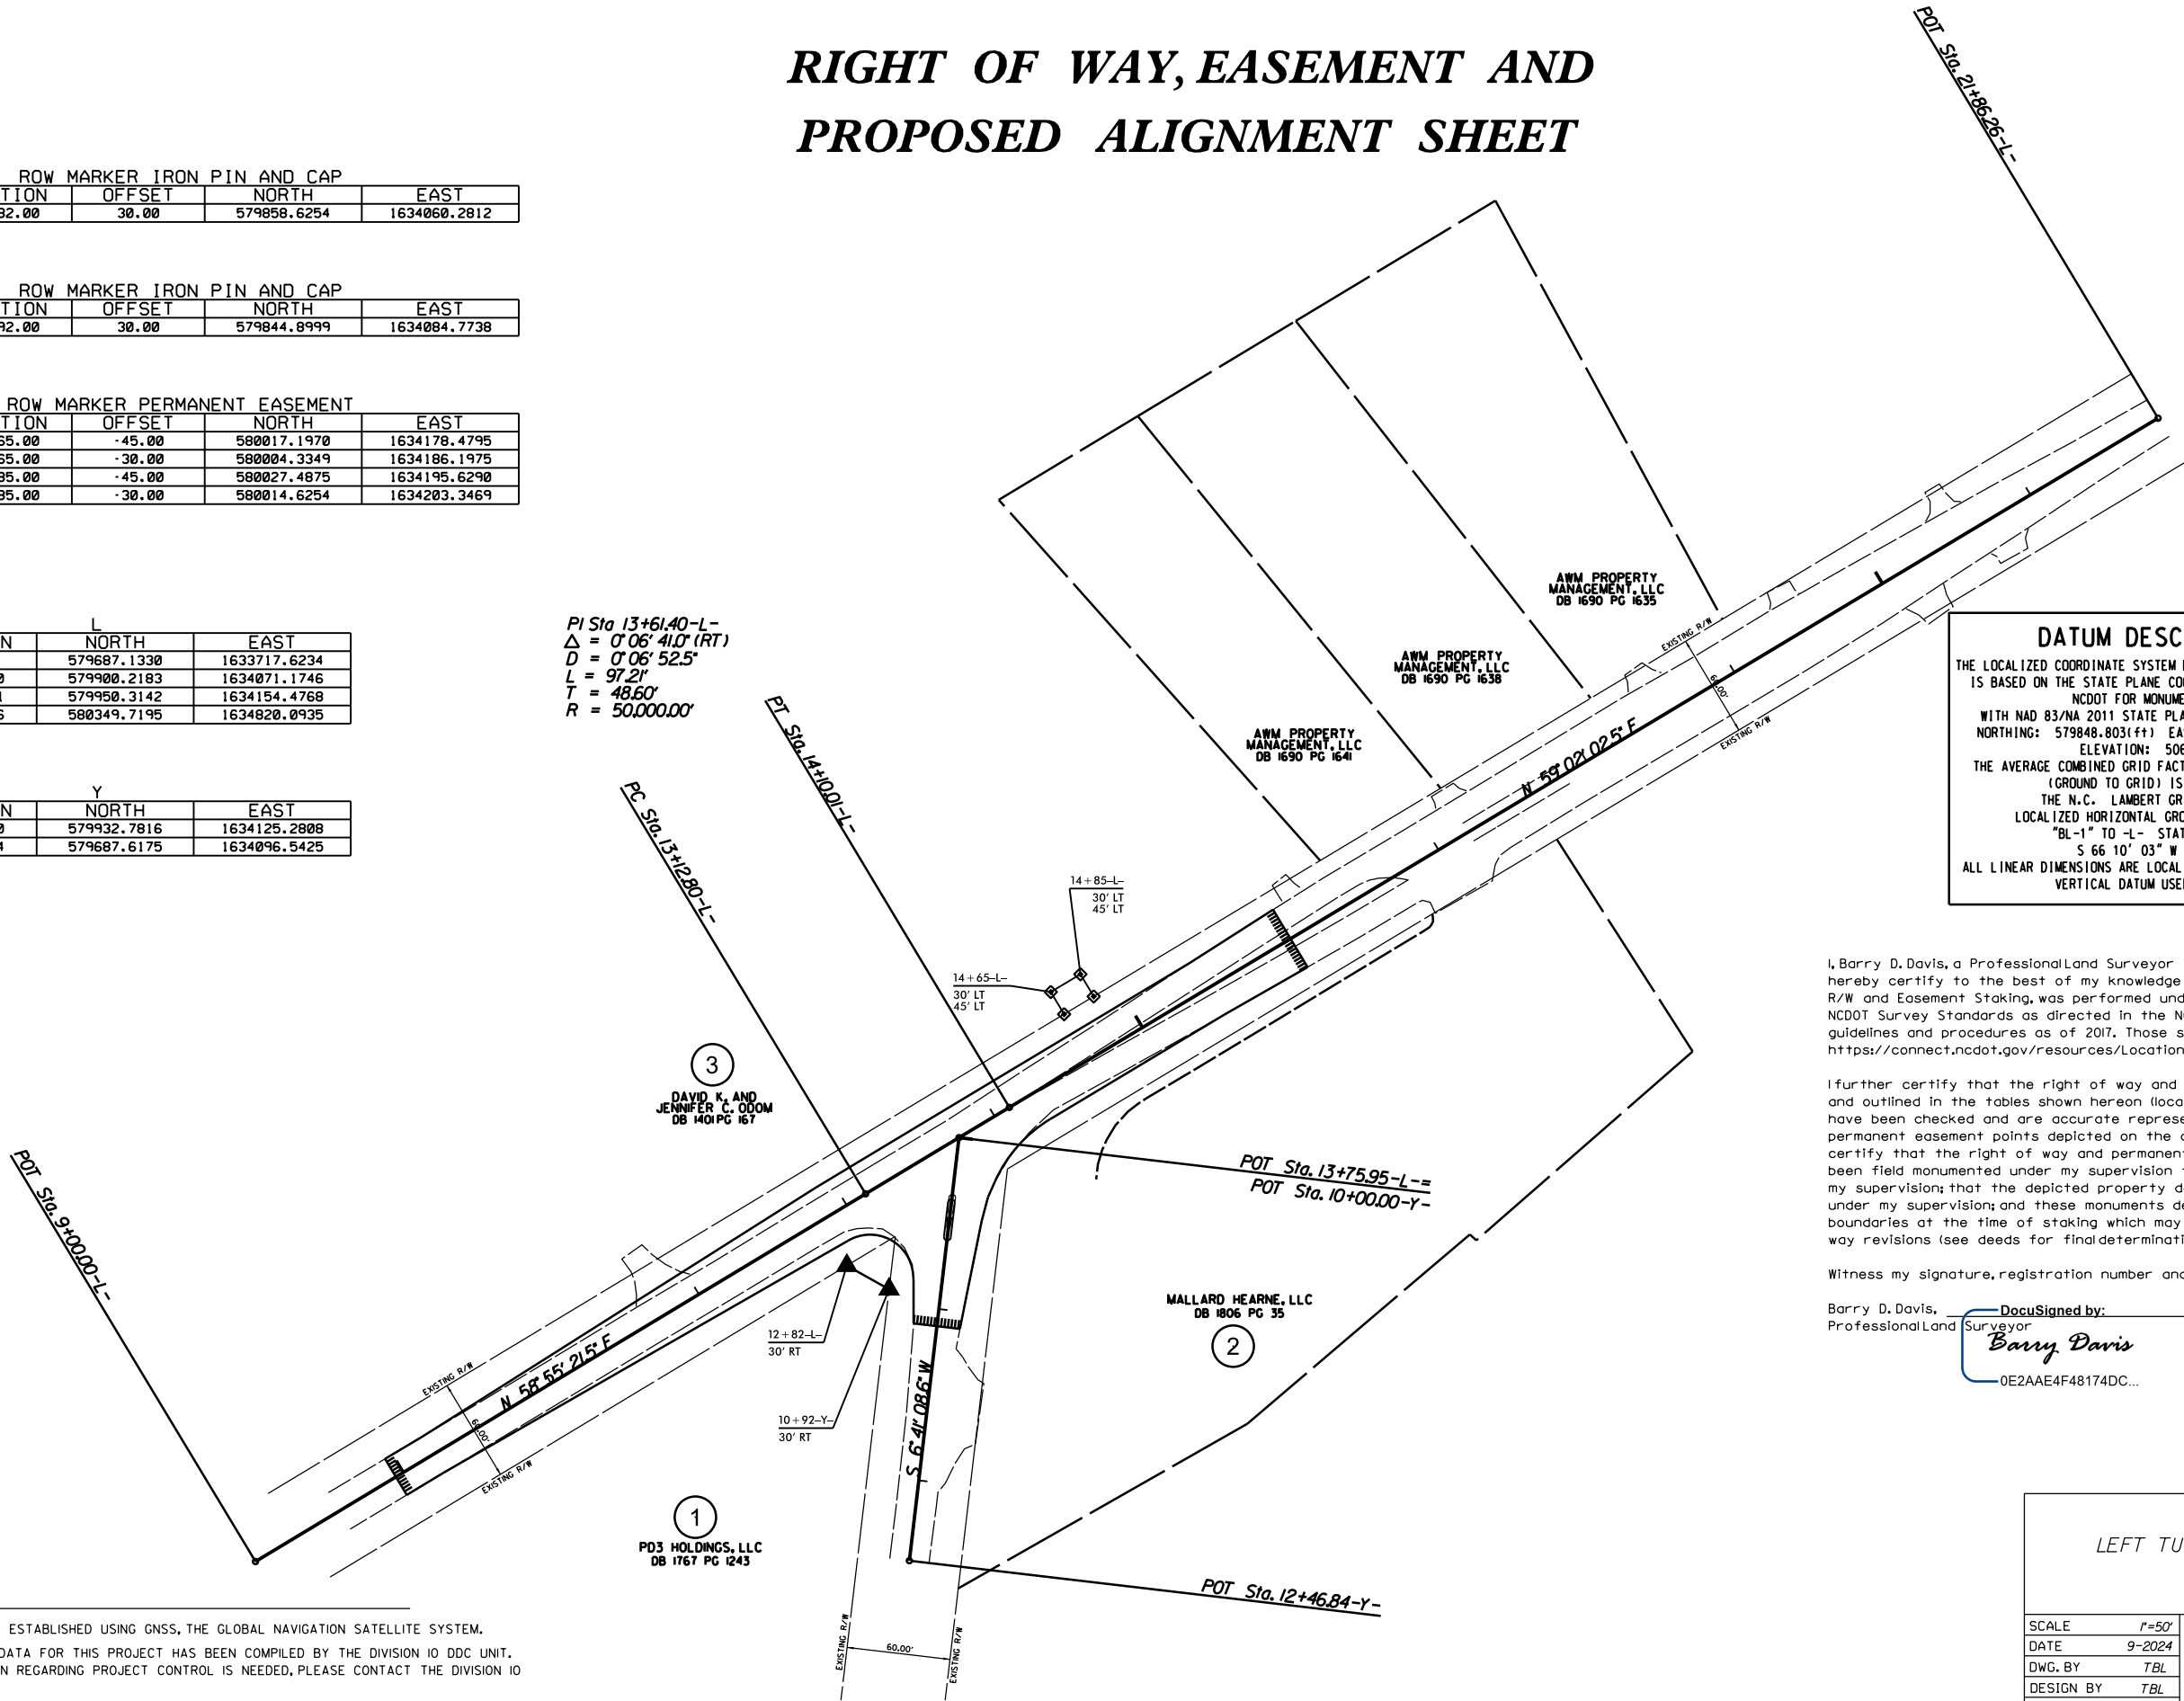 RIGHT OF WAY, EASEMENT AND
PROPOSED ALIGNMENT SHEET
ROW MARKER IRON PIN AND CAP
TION OFFSET NORTH EAST
82.00 30.00 579858.6254 1634060.2812
ROW MARKER IRON PIN AND CAP
TION OFFSET NORTH EAST
92.00 30.00 579844.8999 1634084.7738
ROW MARKER PERMANENT EASEMENT
TION OFFSET NORTH EAST
65.00 -45.00 580017.1970 1634178.4795
65.00 -30.00 580004.3349 1634186.1975
85.00 -45.00 580027.4875 1634195.6290
85.00 -30.00 580014.6254 1634203.3469
L
N NORTH EAST
579687.1330 1633717.6234
0 579900.2183 1634071.1746
1 579950.3142 1634154.4768
6 580349.7195 1634820.0935
Y
N NORTH EAST
0 579932.7816 1634125.2808
4 579687.6175 1634096.5425
PI Sta 13+61.40-L-
Δ = 0° 06' 41.0" (RT)
D = 0° 06' 52.5"
L = 97.21'
T = 48.60'
R = 50,000.00'
POT Sta. 21+86.26-L-
PT Sta. 14+10.01-L-
PC Sta. 13+12.80-L-
POT Sta. 9+00.00-L-
AWM PROPERTY
MANAGEMENT, LLC
DB 1690 PG 1635
AWM PROPERTY
MANAGEMENT, LLC
DB 1690 PG 1638
AWM PROPERTY
MANAGEMENT, LLC
DB 1690 PG 1641
EXISTING R/W
60.00'
EXISTING R/W
N 59° 02' 02.5" E
14+85-L-
30' LT
45' LT
14+65-L-
30' LT
45' LT
3
DAVID K. AND
JENNIFER C. ODOM
DB 1401 PG 167
POT Sta. 13+75.95-L-=
POT Sta. 10+00.00-Y-
MALLARD HEARNE, LLC
DB 1806 PG 35
2
12+82-L-
30' RT
10+92-Y-
30' RT
EXISTING R/W
60.00'
EXISTING R/W
N 58° 55' 21.5" E
S 6° 41' 08.6" W
1
PD3 HOLDINGS, LLC
DB 1767 PG 1243
POT Sta. 12+46.84-Y-
EXISTING R/W
60.00'
EXISTING R/W
DATUM DESC
THE LOCALIZED COORDINATE SYSTEM
IS BASED ON THE STATE PLANE CO
NCDOT FOR MONUME
WITH NAD 83/NA 2011 STATE PLA
NORTHING: 579848.803(ft) EA
ELEVATION: 506
THE AVERAGE COMBINED GRID FACT
(GROUND TO GRID) IS
THE N.C. LAMBERT GR
LOCALIZED HORIZONTAL GRO
"BL-1" TO -L- STAT
S 66 10' 03" W
ALL LINEAR DIMENSIONS ARE LOCAL
VERTICAL DATUM USE
I, Barry D. Davis, a Professional Land Surveyor
hereby certify to the best of my knowledge
R/W and Easement Staking, was performed und
NCDOT Survey Standards as directed in the N
guidelines and procedures as of 2017. Those s
https://connect.ncdot.gov/resources/Location
I further certify that the right of way and
and outlined in the tables shown hereon (loca
have been checked and are accurate represe
permanent easement points depicted on the
certify that the right of way and permanent
been field monumented under my supervision
my supervision; that the depicted property d
under my supervision; and these monuments d
boundaries at the time of staking which may
way revisions (see deeds for final determinati
Witness my signature, registration number and
Barry D. Davis,
Professional Land Surveyor
DocuSigned by:
Barry Davis
0E2AAE4F48174DC...
LEFT TU
SCALE 1"=50'
DATE 9-2024
DWG. BY TBL
DESIGN BY TBL
ESTABLISHED USING GNSS, THE GLOBAL NAVIGATION SATELLITE SYSTEM.
DATA FOR THIS PROJECT HAS BEEN COMPILED BY THE DIVISION 10 DDC UNIT.
N REGARDING PROJECT CONTROL IS NEEDED, PLEASE CONTACT THE DIVISION 10